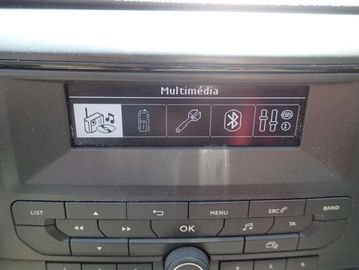 Multimédia
LIST
MENU
SRC
BAND
OK
TA